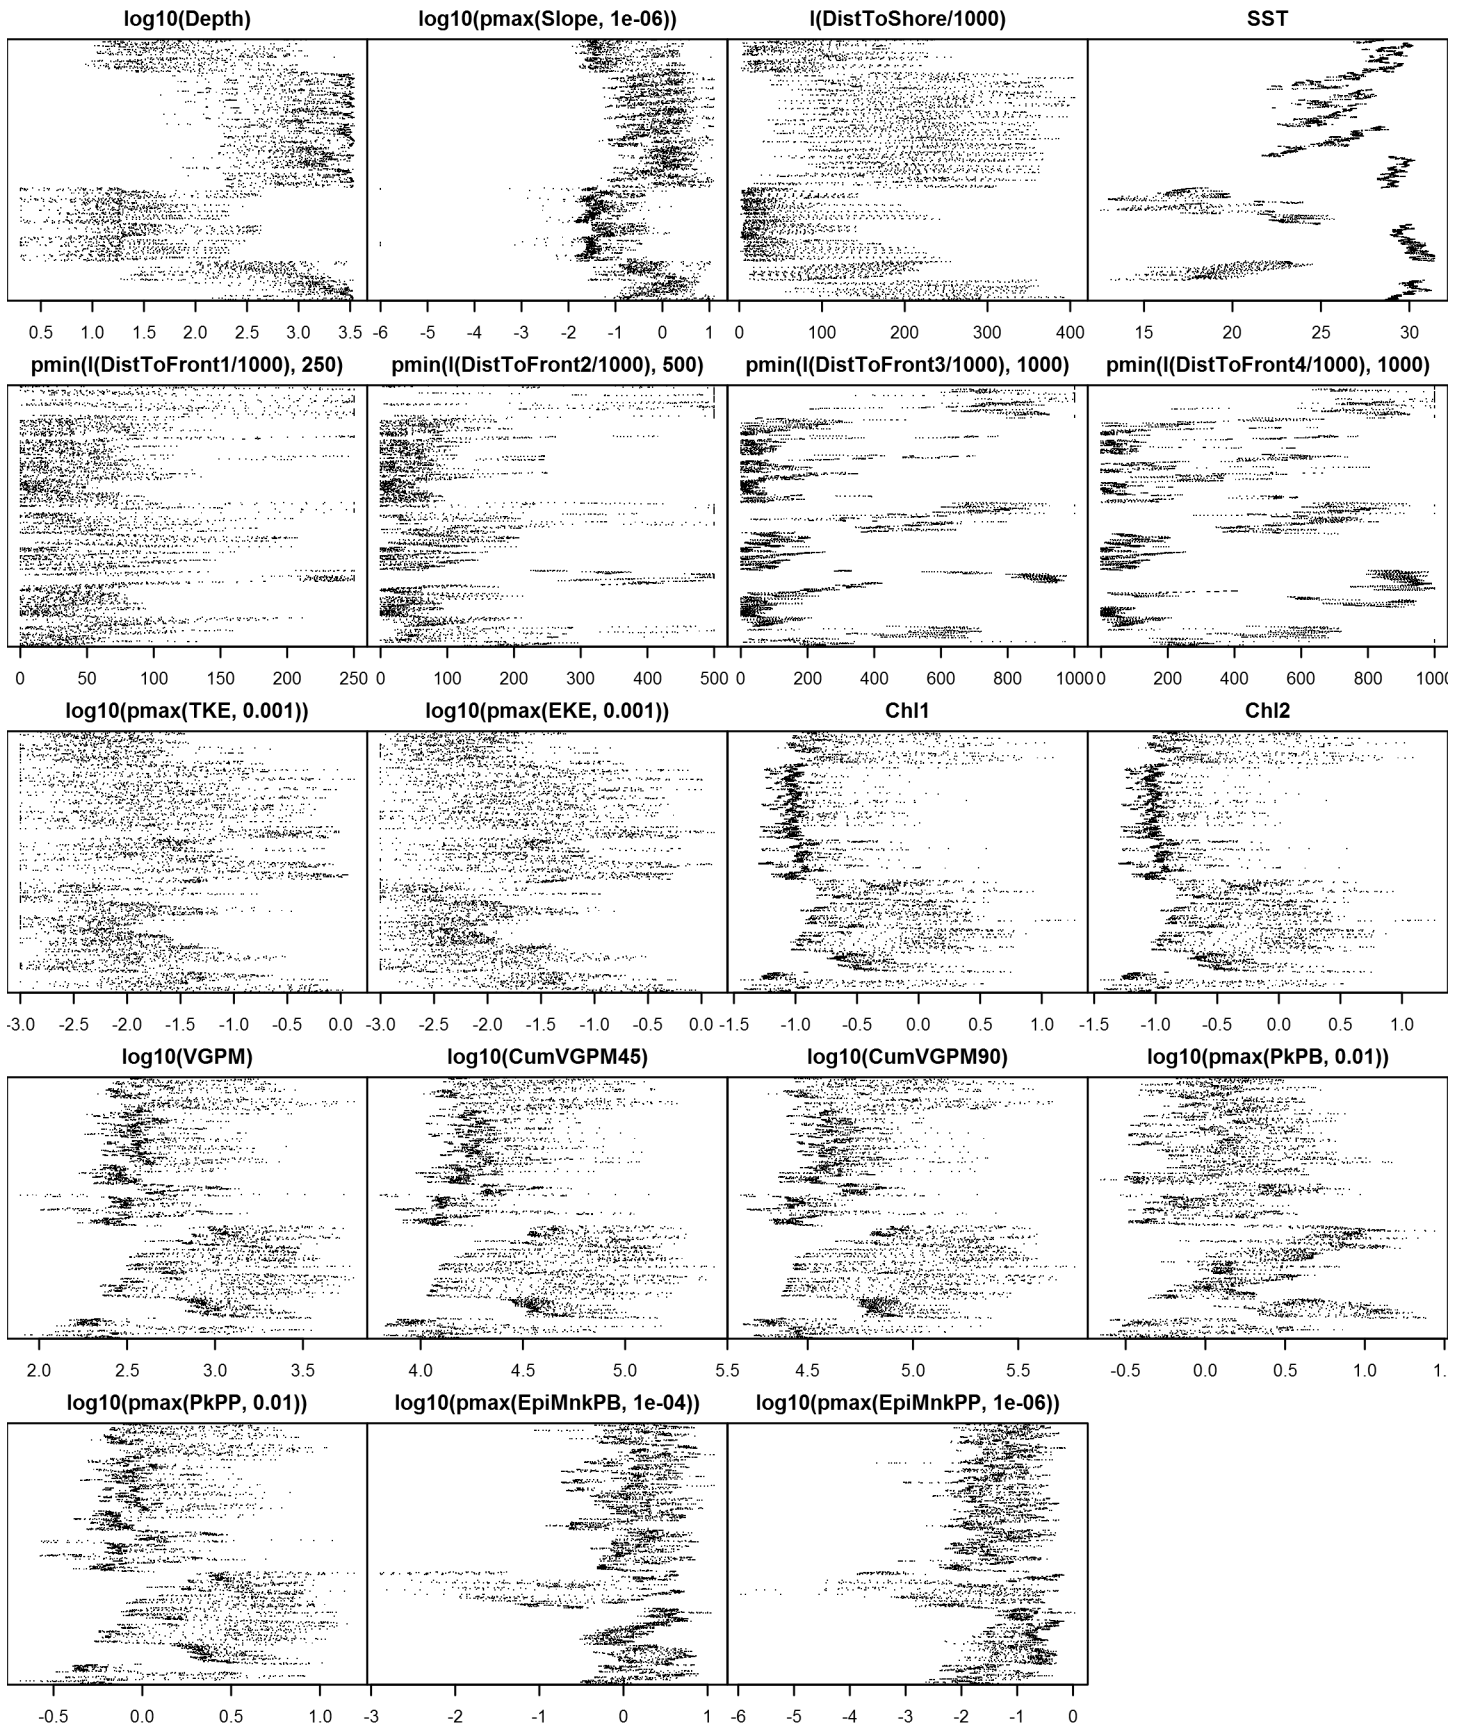 log10(Depth) log10(pmax(Slope, 1e-06)) I(DistToShore/1000) SST
0.5 1.0 1.5 2.0 2.5 3.0 3.5 -6 -5 -4 -3 -2 -1 0 1 0 100 200 300 400 15 20 25 30
pmin(I(DistToFront1/1000), 250) pmin(I(DistToFront2/1000), 500) pmin(I(DistToFront3/1000), 1000) pmin(I(DistToFront4/1000), 1000)
0 50 100 150 200 250 0 100 200 300 400 500 0 200 400 600 800 1000 0 200 400 600 800 1000
log10(pmax(TKE, 0.001)) log10(pmax(EKE, 0.001)) Chl1 Chl2
-3.0 -2.5 -2.0 -1.5 -1.0 -0.5 0.0 -3.0 -2.5 -2.0 -1.5 -1.0 -0.5 0.0 -1.5 -1.0 -0.5 0.0 0.5 1.0 -1.5 -1.0 -0.5 0.0 0.5 1.0
log10(VGPM) log10(CumVGPM45) log10(CumVGPM90) log10(pmax(PkPB, 0.01))
2.0 2.5 3.0 3.5 4.0 4.5 5.0 5.5 4.5 5.0 5.5 -0.5 0.0 0.5 1.0 1.
log10(pmax(PkPP, 0.01)) log10(pmax(EpiMnkPB, 1e-04)) log10(pmax(EpiMnkPP, 1e-06))
-0.5 0.0 0.5 1.0 -3 -2 -1 0 1 -6 -5 -4 -3 -2 -1 0